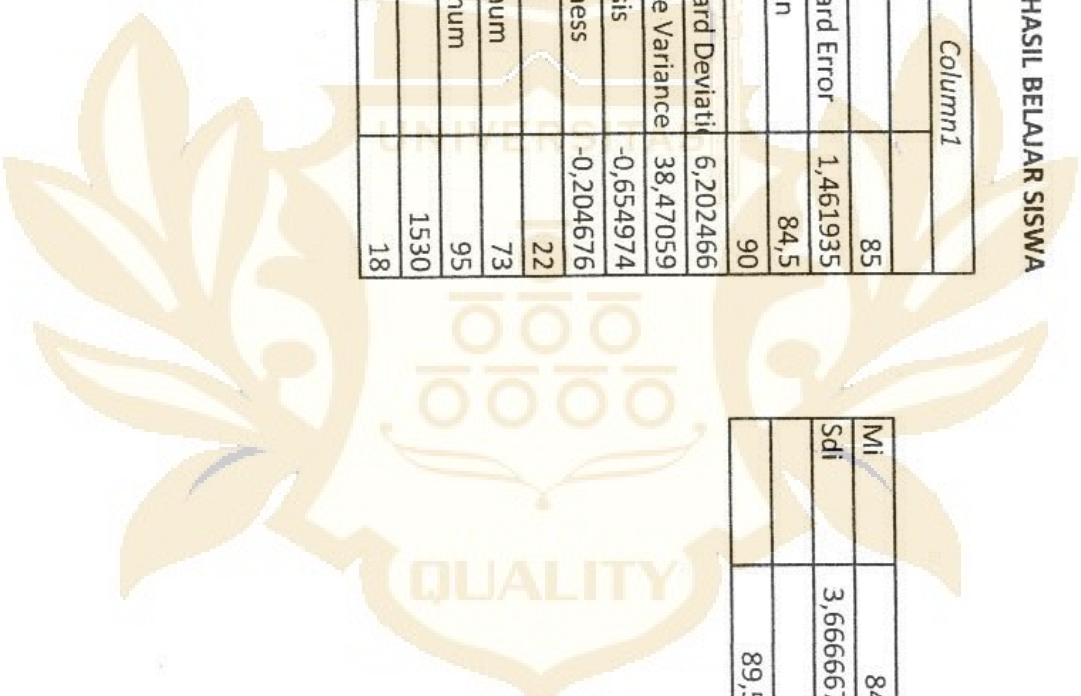 HASIL BELAJAR SISWA
Column1
85
ard Error 1,461935
n 84,5
90
ard Deviati 6,202466
e Variance 38,47059
sis -0,654974
ness -0,204676
22
num 73
num 95
1530
18
Mi 84
Sdi 3,666667
89,5
UNIVERSITAS
QUALITY